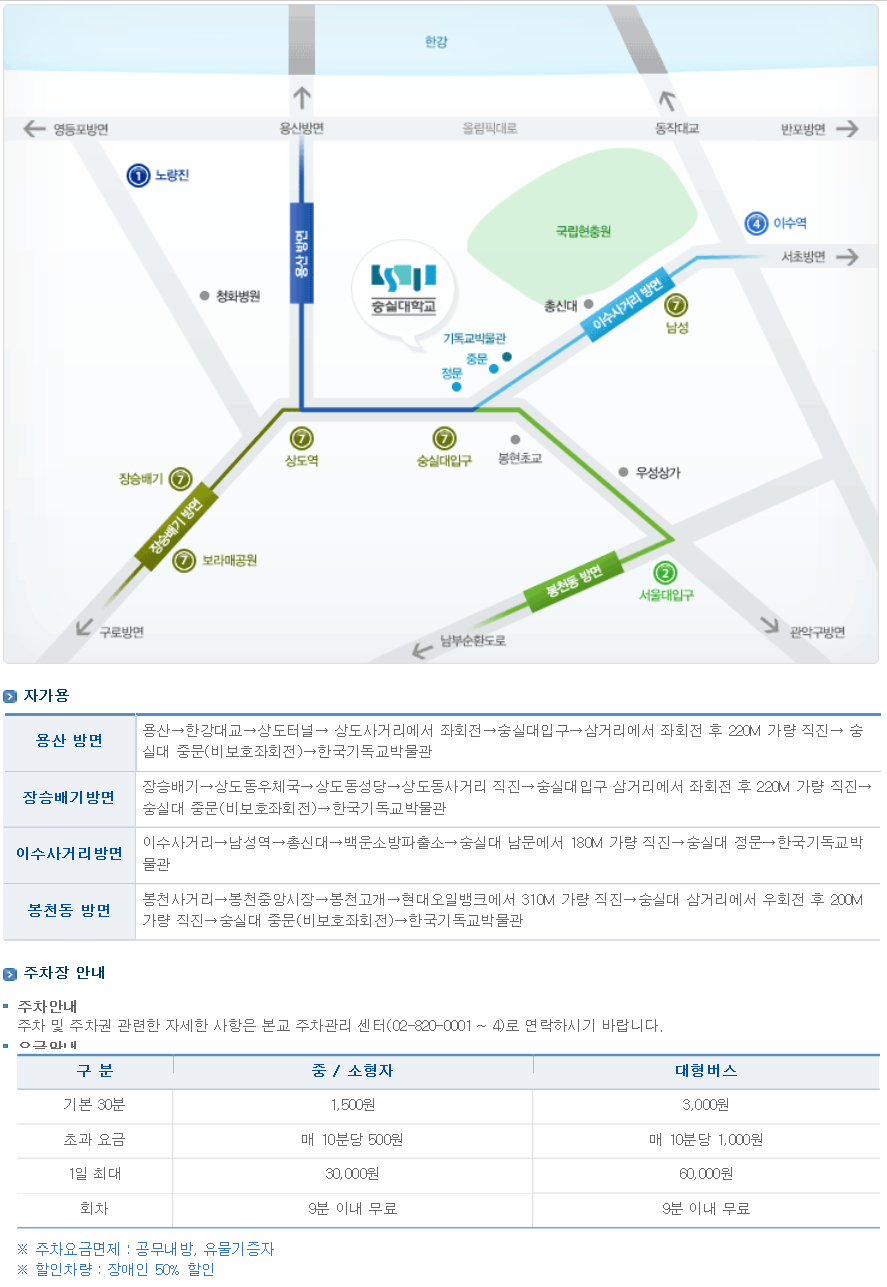 한강
영등포방면
용산방면
올림픽대로
동작대교
반포방면
1 노량진
4 이수역
국립현충원
서초방면
용산 방면
숭실대학교
청화병원
총신대
이수사거리 방면
7
남성
기독교박물관
중문
정문
7
상도역
7
숭실대입구
봉현초교
장승배기 7
우성상가
장승배기 방면
7 보라매공원
봉천동 방면
2
서울대입구
구로방면
남부순환도로
관악구방면
자가용
용산 방면
용산→한강대교→상도터널→ 상도사거리에서 좌회전→숭실대입구→삼거리에서 좌회전 후 220M 가량 직진→ 숭
실대 중문(비보호좌회전)→한국기독교박물관
장승배기방면
장승배기→상도동우체국→상도동성당→상도동사거리 직진→숭실대입구 삼거리에서 좌회전 후 220M 가량 직진→
숭실대 중문(비보호좌회전)→한국기독교박물관
이수사거리방면
이수사거리→남성역→총신대→백운소방파출소→숭실대 남문에서 180M 가량 직진→숭실대 정문→한국기독교박
물관
봉천동 방면
봉천사거리→봉천중앙시장→봉천고개→현대오일뱅크에서 310M 가량 직진→숭실대 삼거리에서 우회전 후 200M
가량 직진→숭실대 중문(비보호좌회전)→한국기독교박물관
주차장 안내
주차안내
주차 및 주차권 관련한 자세한 사항은 본교 주차관리 센터(02-820-0001 ~ 4)로 연락하시기 바랍니다.
요금안내
구 분 중 / 소형자 대형버스
기본 30분 1,500원 3,000원
초과 요금 매 10분당 500원 매 10분당 1,000원
1일 최대 30,000원 60,000원
회차 9분 이내 무료 9분 이내 무료
※ 주차요금면제 : 공무내방, 유물기증자
※ 할인차량 : 장애인 50% 할인